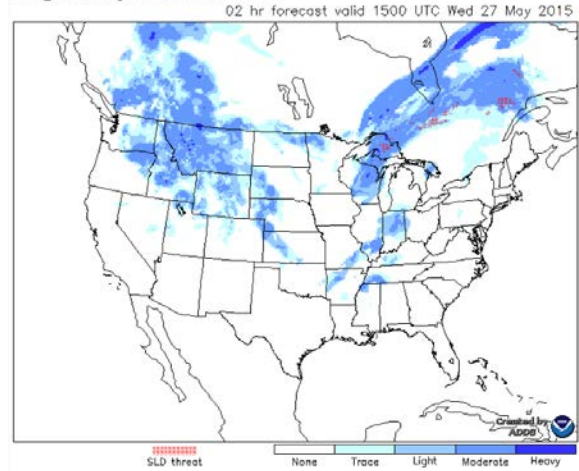 02 hr forecast valid 1500 UTC Wed 27 May 2015
Created by
ADDS
SLD threat
None Trace Light Moderate Heavy